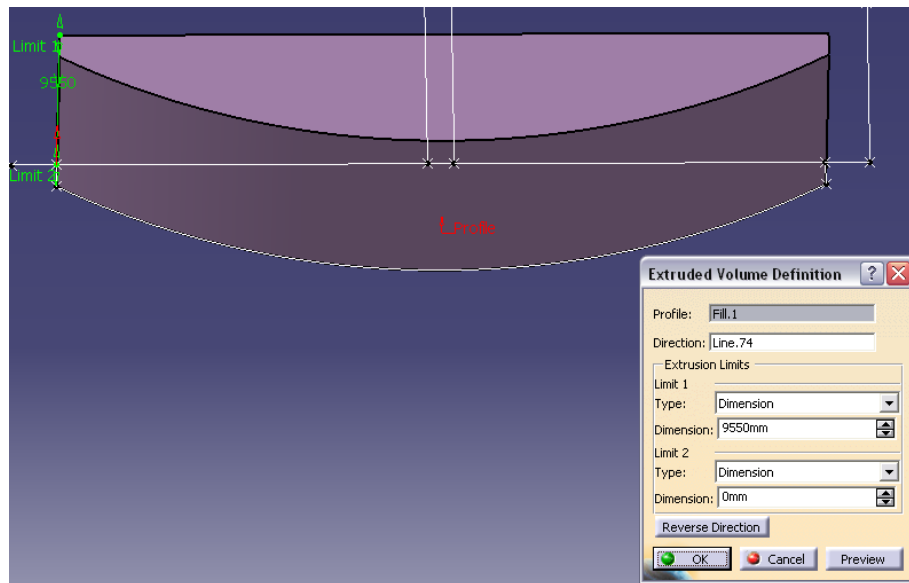 Limit 1
9550
Limit 2
Profile
Extruded Volume Definition
Profile: Fill.1
Direction: Line.74
Extrusion Limits
Limit 1
Type: Dimension
Dimension: 9550mm
Limit 2
Type: Dimension
Dimension: 0mm
Reverse Direction
OK Cancel Preview